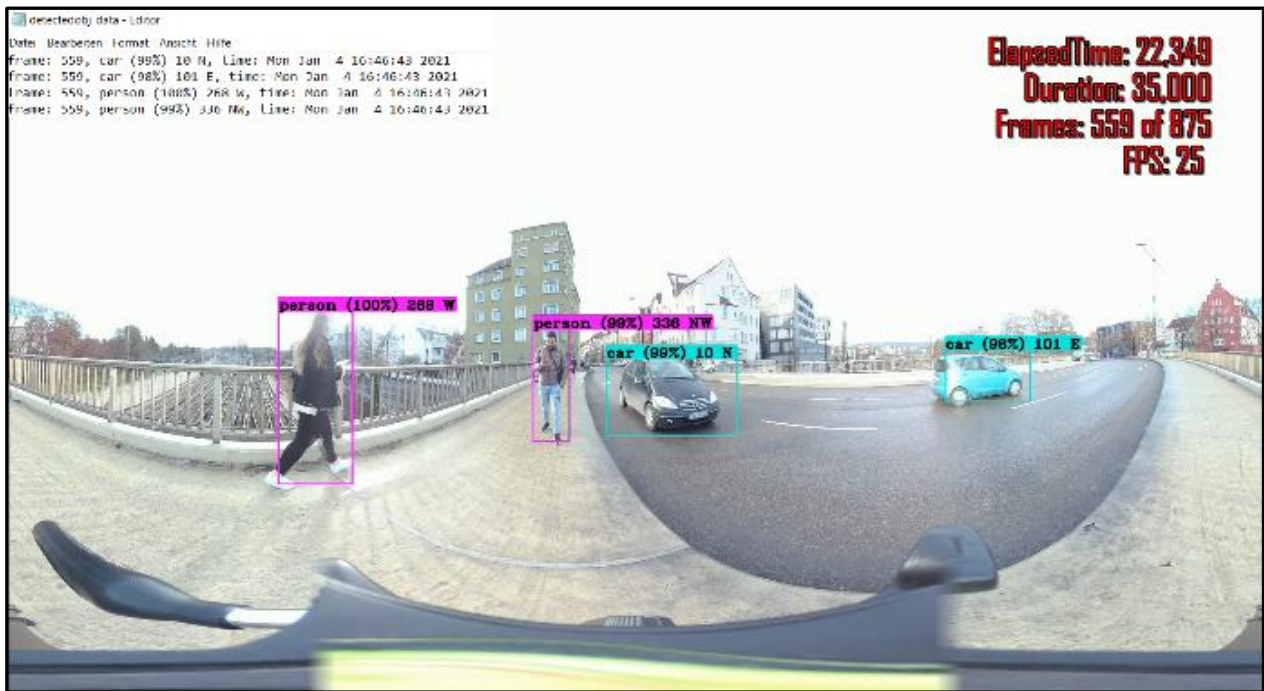 detectedobj data - Editor
Datei Bearbeiten Format Ansicht Hilfe
frame: 559, car (99%) 10 N, time: Mon Jan 4 16:46:43 2021
frame: 559, car (98%) 101 E, time: Mon Jan 4 16:46:43 2021
frame: 559, person (100%) 268 W, time: Mon Jan 4 16:46:43 2021
frame: 559, person (99%) 336 NW, time: Mon Jan 4 16:46:43 2021
ElapsedTime: 22,349
Duration: 35,000
Frames: 559 of 875
FPS: 25
person (100%) 268 W
person (99%) 336 NW
car (99%) 10 N
car (98%) 101 E